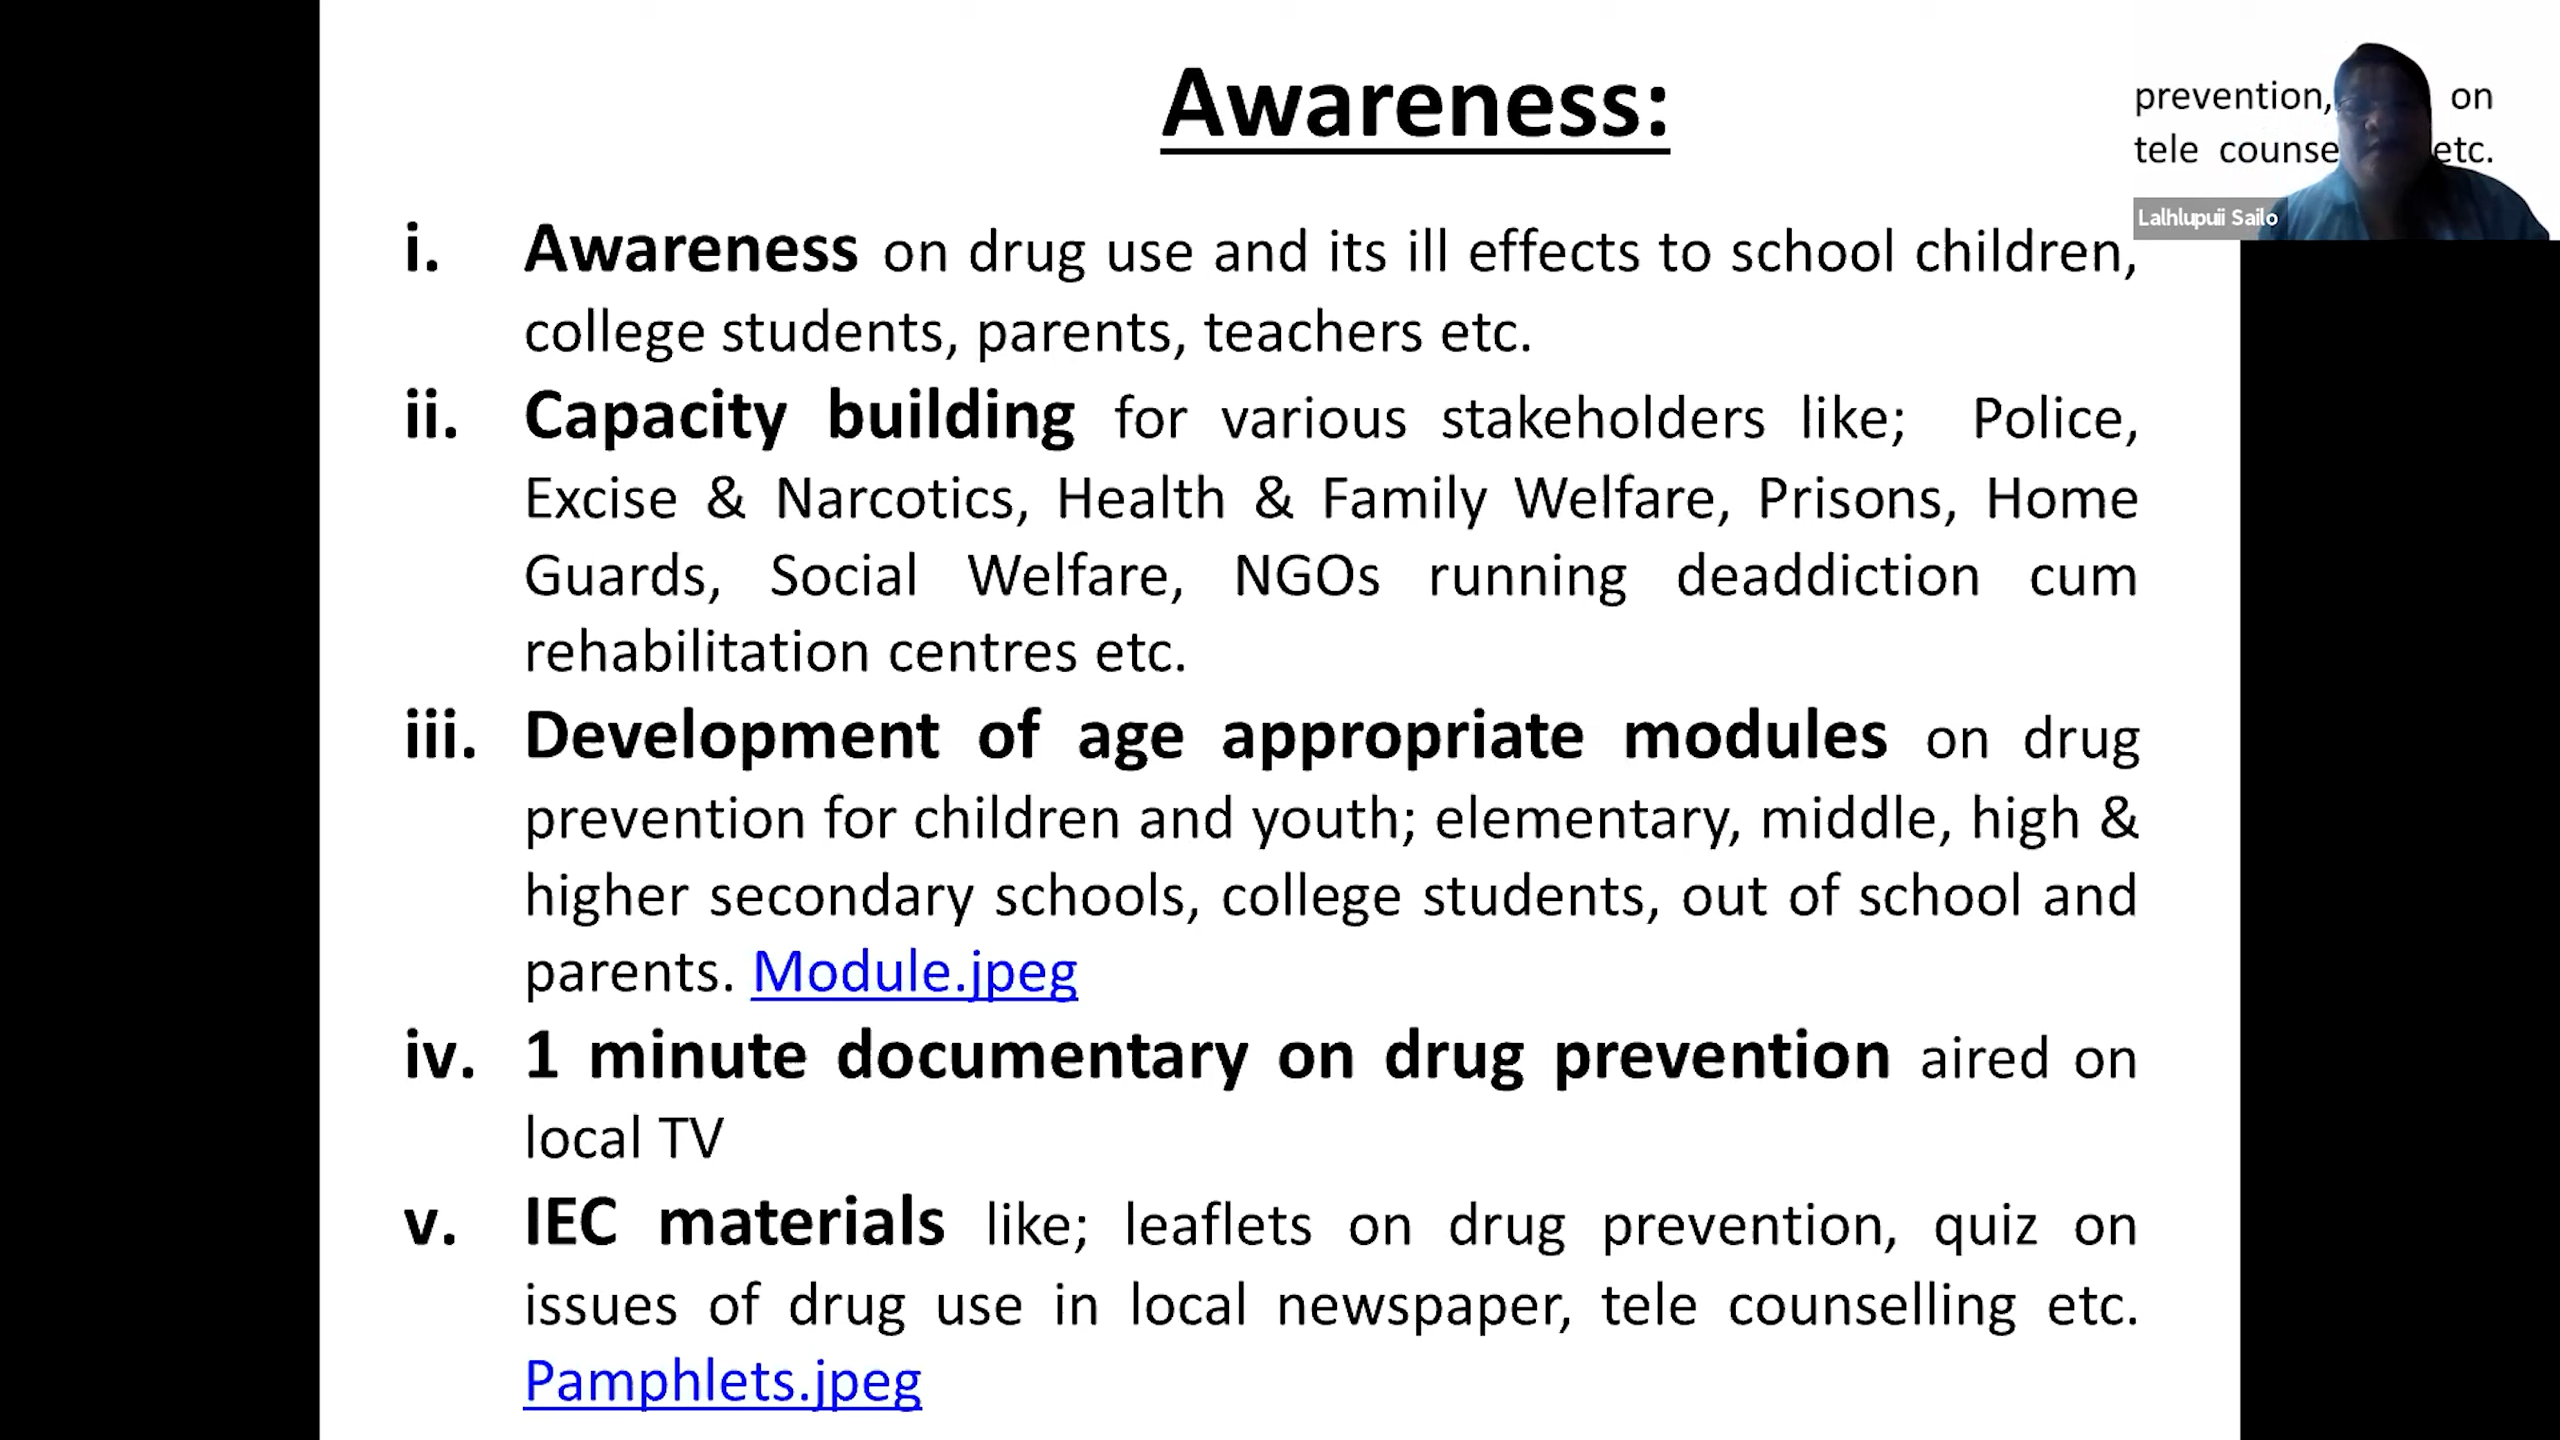 Awareness:
prevention, on
tele counse etc.
Lalhlupuii Sailo
i. Awareness on drug use and its ill effects to school children,
college students, parents, teachers etc.
ii. Capacity building for various stakeholders like; Police,
Excise & Narcotics, Health & Family Welfare, Prisons, Home
Guards, Social Welfare, NGOs running deaddiction cum
rehabilitation centres etc.
iii. Development of age appropriate modules on drug
prevention for children and youth; elementary, middle, high &
higher secondary schools, college students, out of school and
parents. Module.jpeg
iv. 1 minute documentary on drug prevention aired on
local TV
v. IEC materials like; leaflets on drug prevention, quiz on
issues of drug use in local newspaper, tele counselling etc.
Pamphlets.jpeg